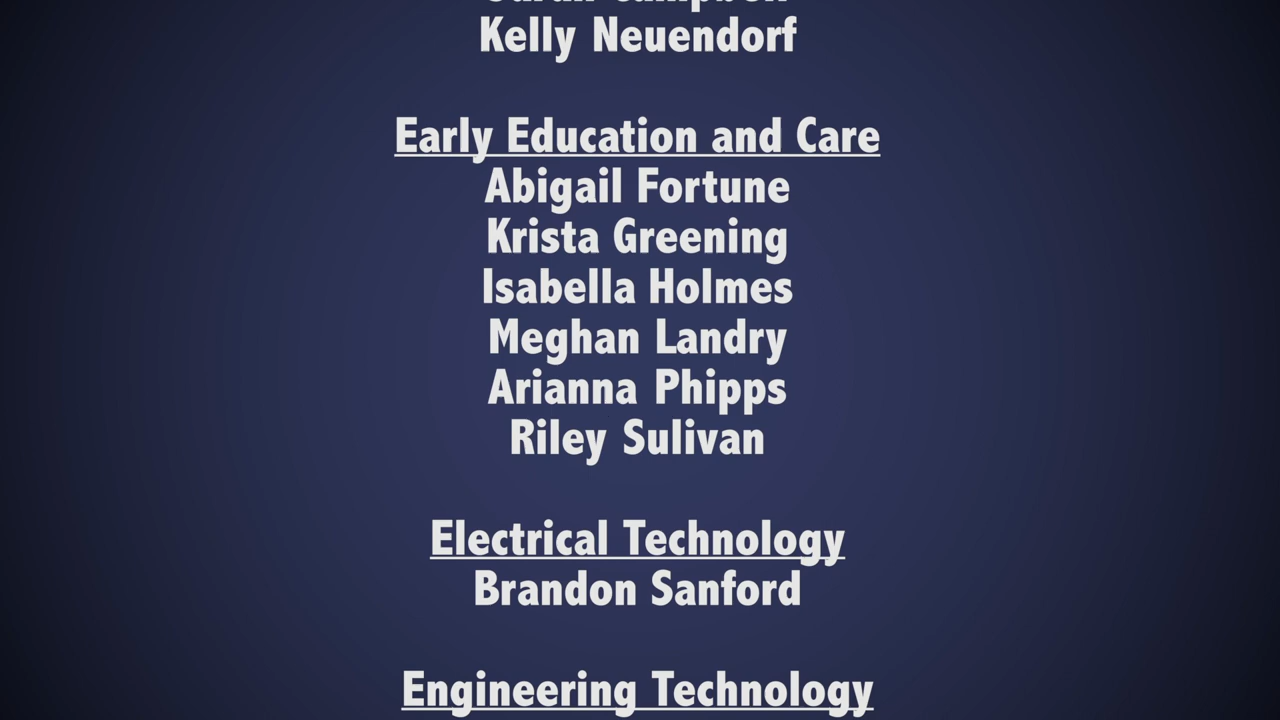 Kelly Neuendorf
Early Education and Care
Abigail Fortune
Krista Greening
Isabella Holmes
Meghan Landry
Arianna Phipps
Riley Sulivan
Electrical Technology
Brandon Sanford
Engineering Technology